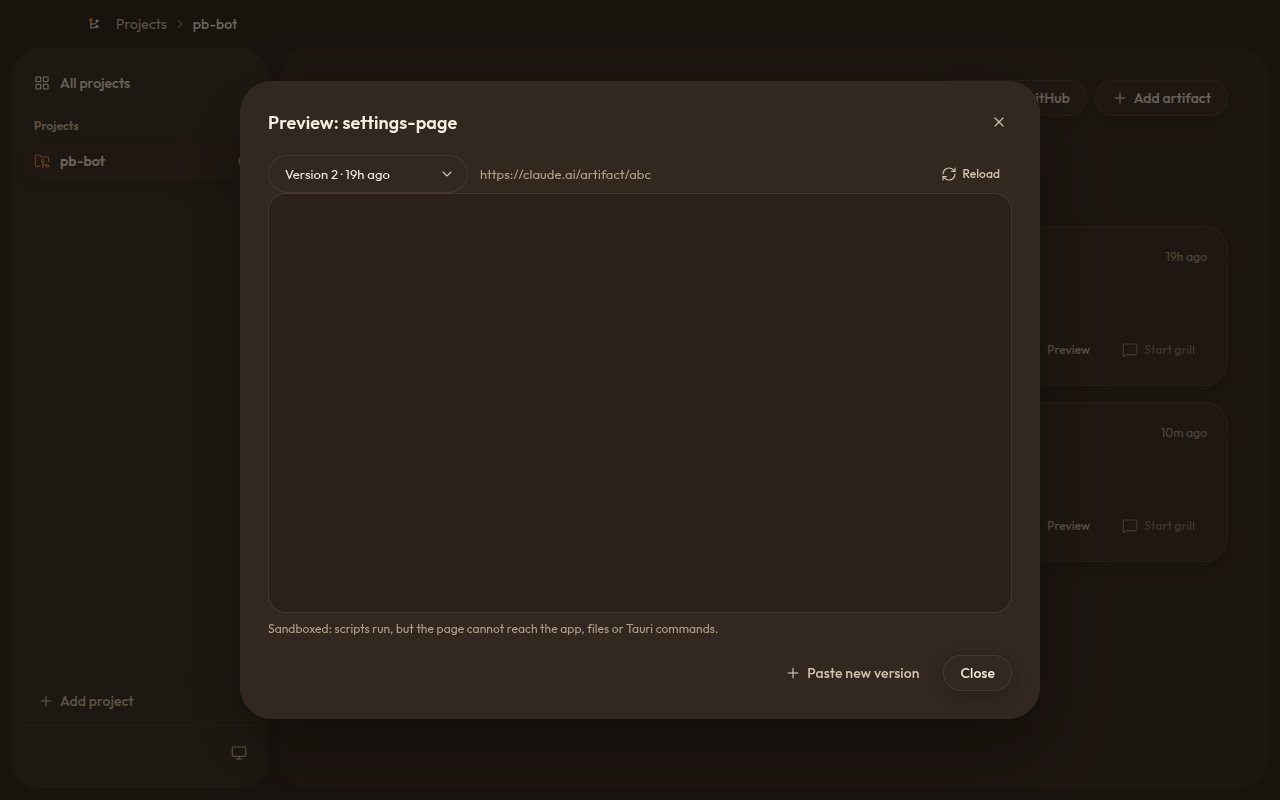 Projects > pb-bot
All projects
Projects
pb-bot
Add project
itHub
Add artifact
19h ago
Preview
Start grill
10m ago
Preview
Start grill
Preview: settings-page
Version 2 · 19h ago
https://claude.ai/artifact/abc
Reload
Sandboxed: scripts run, but the page cannot reach the app, files or Tauri commands.
Paste new version
Close